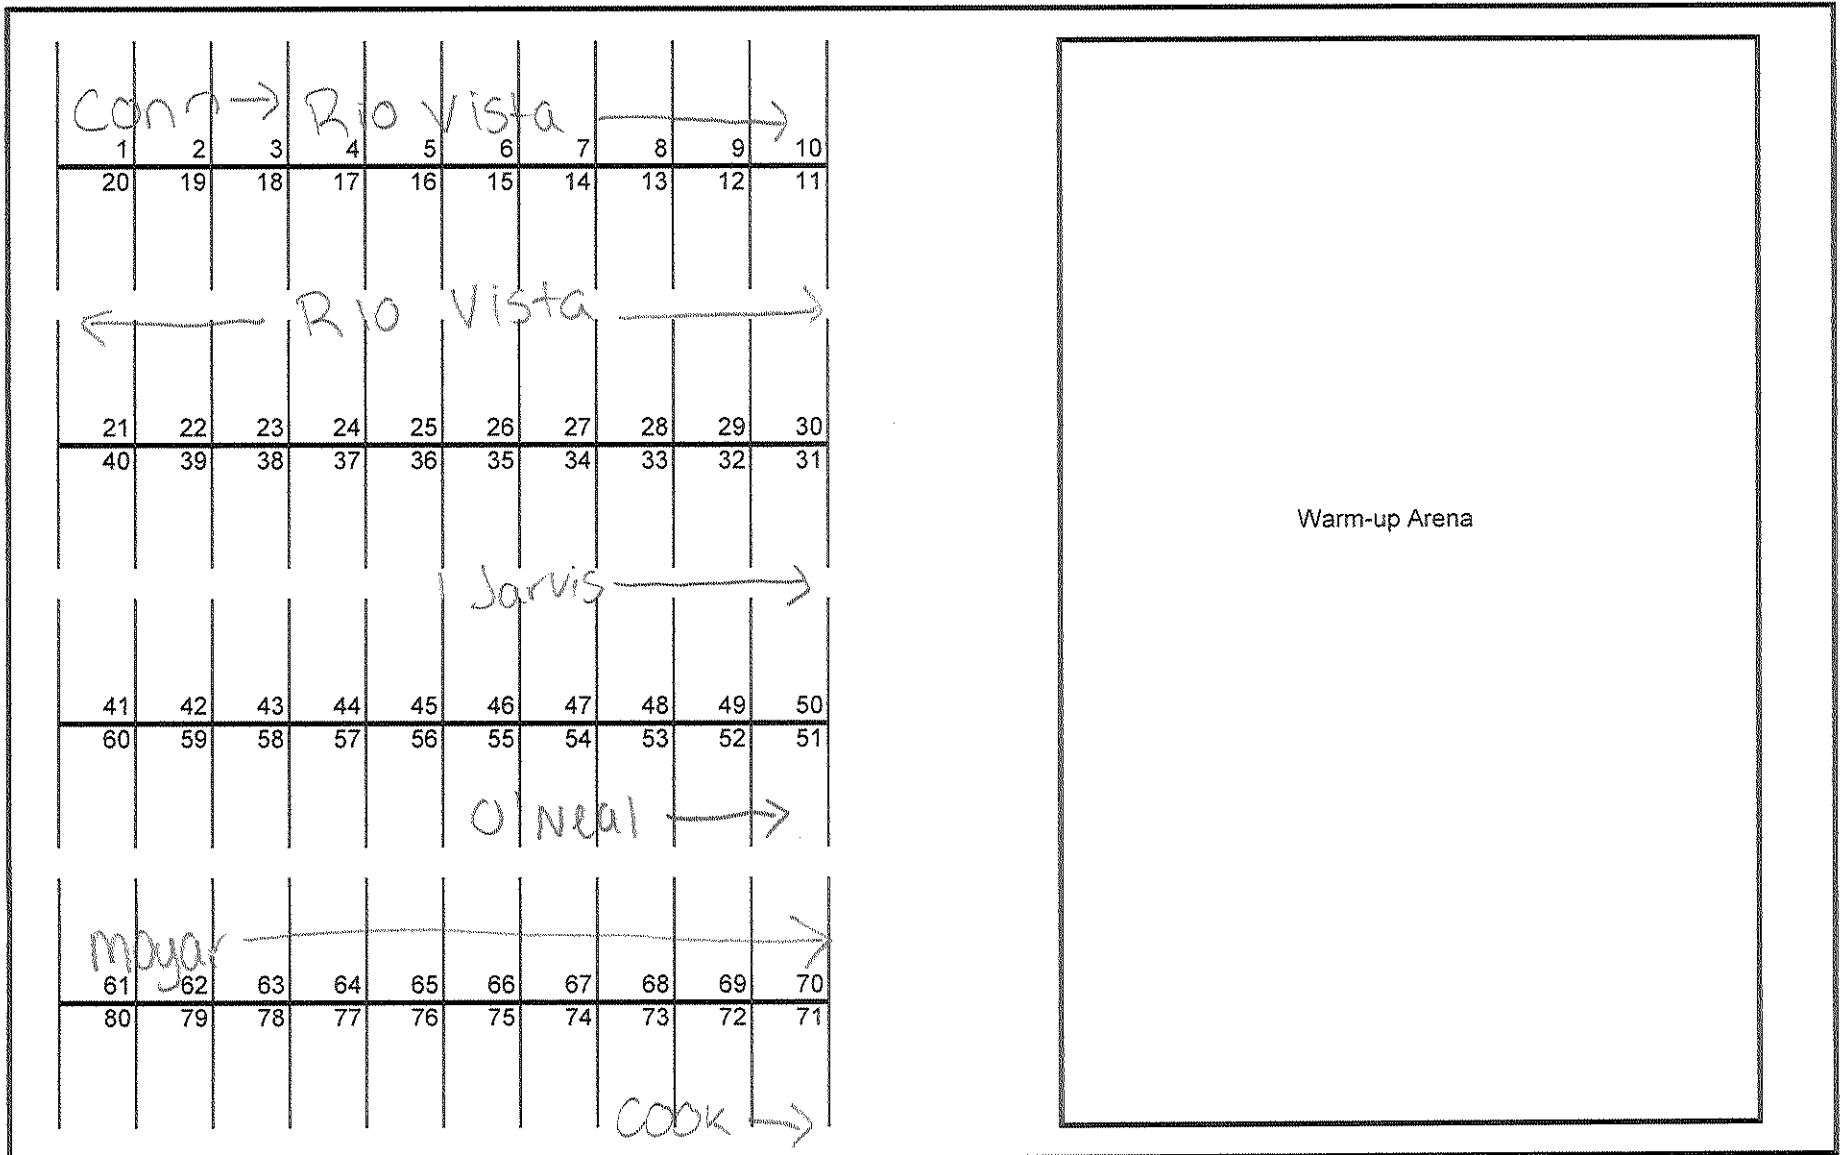 Conn → Rio Vista →
1 2 3 4 5 6 7 8 9 10
20 19 18 17 16 15 14 13 12 11
← Rio Vista →
21 22 23 24 25 26 27 28 29 30
40 39 38 37 36 35 34 33 32 31
Warm-up Arena
Jarvis →
41 42 43 44 45 46 47 48 49 50
60 59 58 57 56 55 54 53 52 51
O'Neal →
moyar →
61 62 63 64 65 66 67 68 69 70
80 79 78 77 76 75 74 73 72 71
Cook →